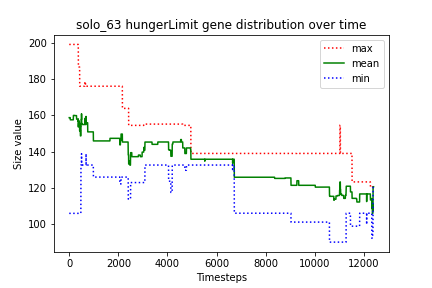 solo_63 hungerLimit gene distribution over time
max
mean
min
Size value
200
180
160
140
120
100
0
2000
4000
6000
8000
10000
12000
Timesteps